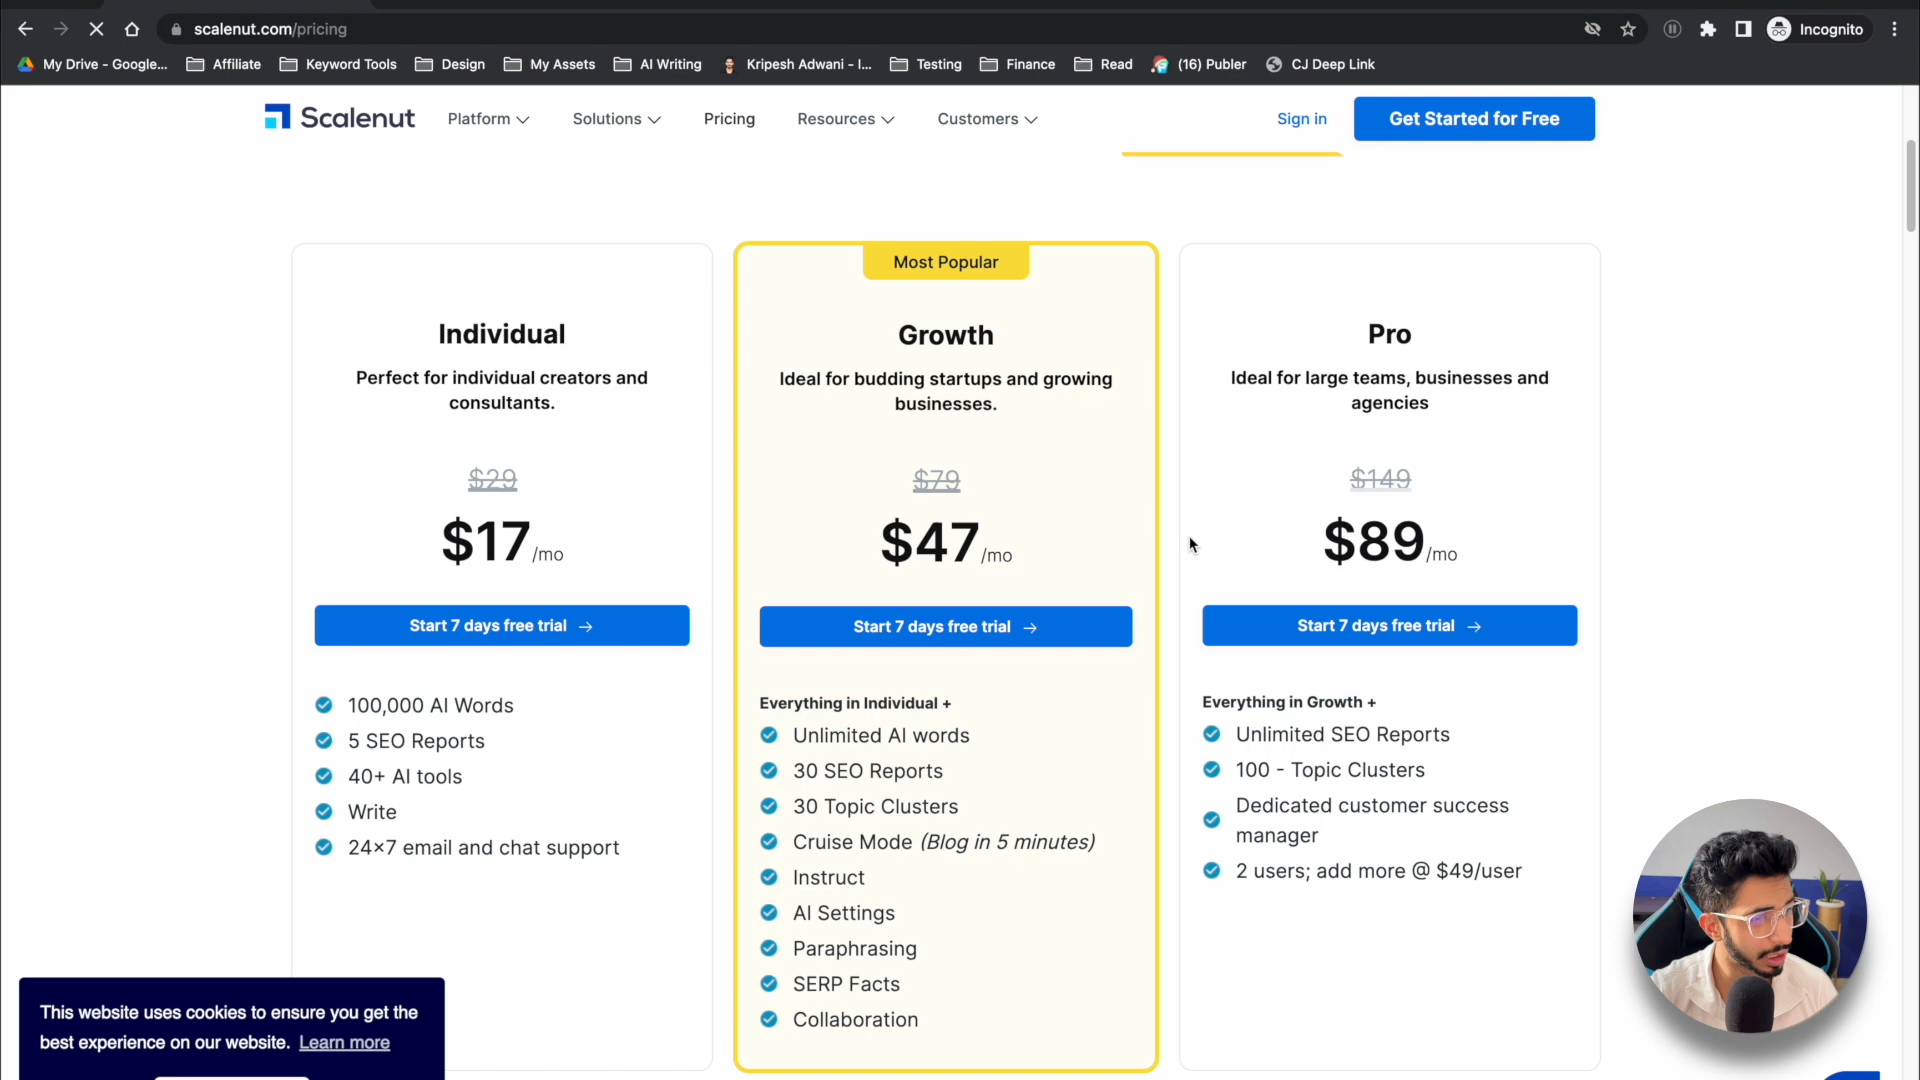 scalenut.com/pricing
Incognito
My Drive - Google...
Affiliate
Keyword Tools
Design
My Assets
AI Writing
Kripesh Adwani - I...
Testing
Finance
Read
(16) Publer
CJ Deep Link
Scalenut
Platform
Solutions
Pricing
Resources
Customers
Sign in
Get Started for Free
Individual
Perfect for individual creators and
consultants.
$29
$17/mo
Start 7 days free trial →
100,000 AI Words
5 SEO Reports
40+ AI tools
Write
24×7 email and chat support
Most Popular
Growth
Ideal for budding startups and growing
businesses.
$79
$47/mo
Start 7 days free trial →
Everything in Individual +
Unlimited AI words
30 SEO Reports
30 Topic Clusters
Cruise Mode (Blog in 5 minutes)
Instruct
AI Settings
Paraphrasing
SERP Facts
Collaboration
Pro
Ideal for large teams, businesses and
agencies
$149
$89/mo
Start 7 days free trial →
Everything in Growth +
Unlimited SEO Reports
100 - Topic Clusters
Dedicated customer success
manager
2 users; add more @ $49/user
This website uses cookies to ensure you get the
best experience on our website. Learn more